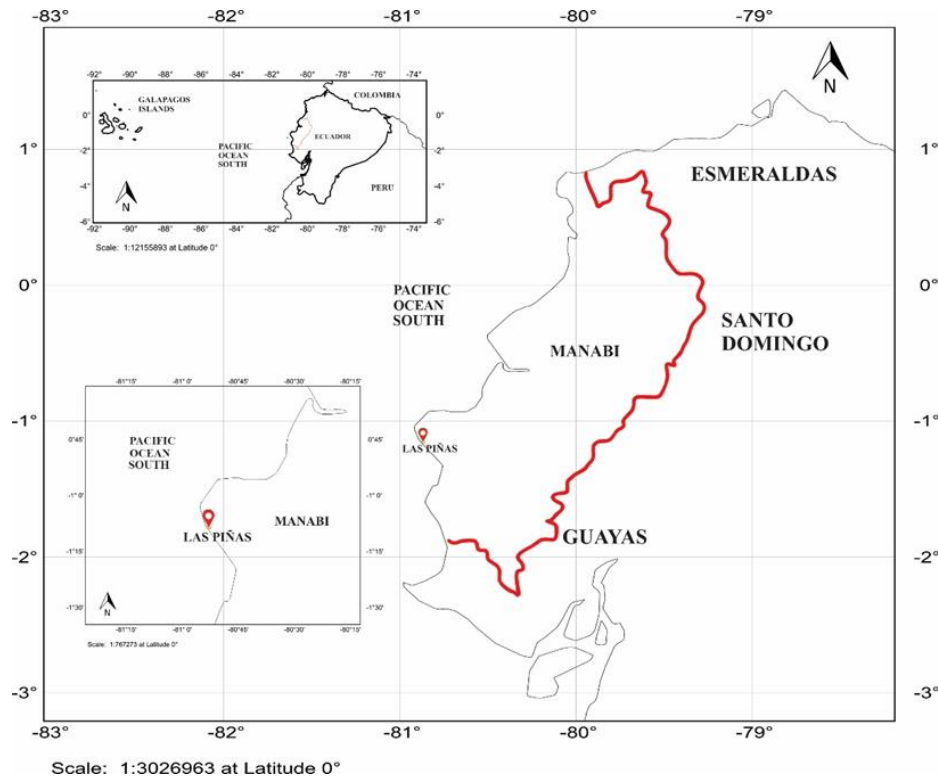 -83° -82° -81° -80° -79°
N
-92° -90° -88° -86° -84° -82° -80° -78° -76° -74°
COLOMBIA
GALAPAGOS
ISLANDS
0° 0°
ECUADOR
PACIFIC
OCEAN
SOUTH
-2° -2°
-4° -4°
PERU
N
-6° -6°
-92° -90° -88° -86° -84° -82° -80° -78° -76° -74°
Scale: 1:12155893 at Latitude 0°
1° 1°
ESMERALDAS
0° 0°
PACIFIC
OCEAN
SOUTH
SANTO
DOMINGO
MANABI
-1° -1°
LAS PIÑAS
-81°15' -81°0' -80°45' -80°30' -80°15'
0°45' -0°45'
PACIFIC
OCEAN
SOUTH
-1°0' -1°0'
MANABI
LAS PIÑAS
-1°15' -1°15'
-1°30' -1°30'
N
-81°15' -81°0' -80°45' -80°30' -80°15'
Scale: 1:767273 at Latitude 0°
GUAYAS
-2° -2°
-3° -3°
-83° -82° -81° -80° -79°
Scale: 1:3026963 at Latitude 0°